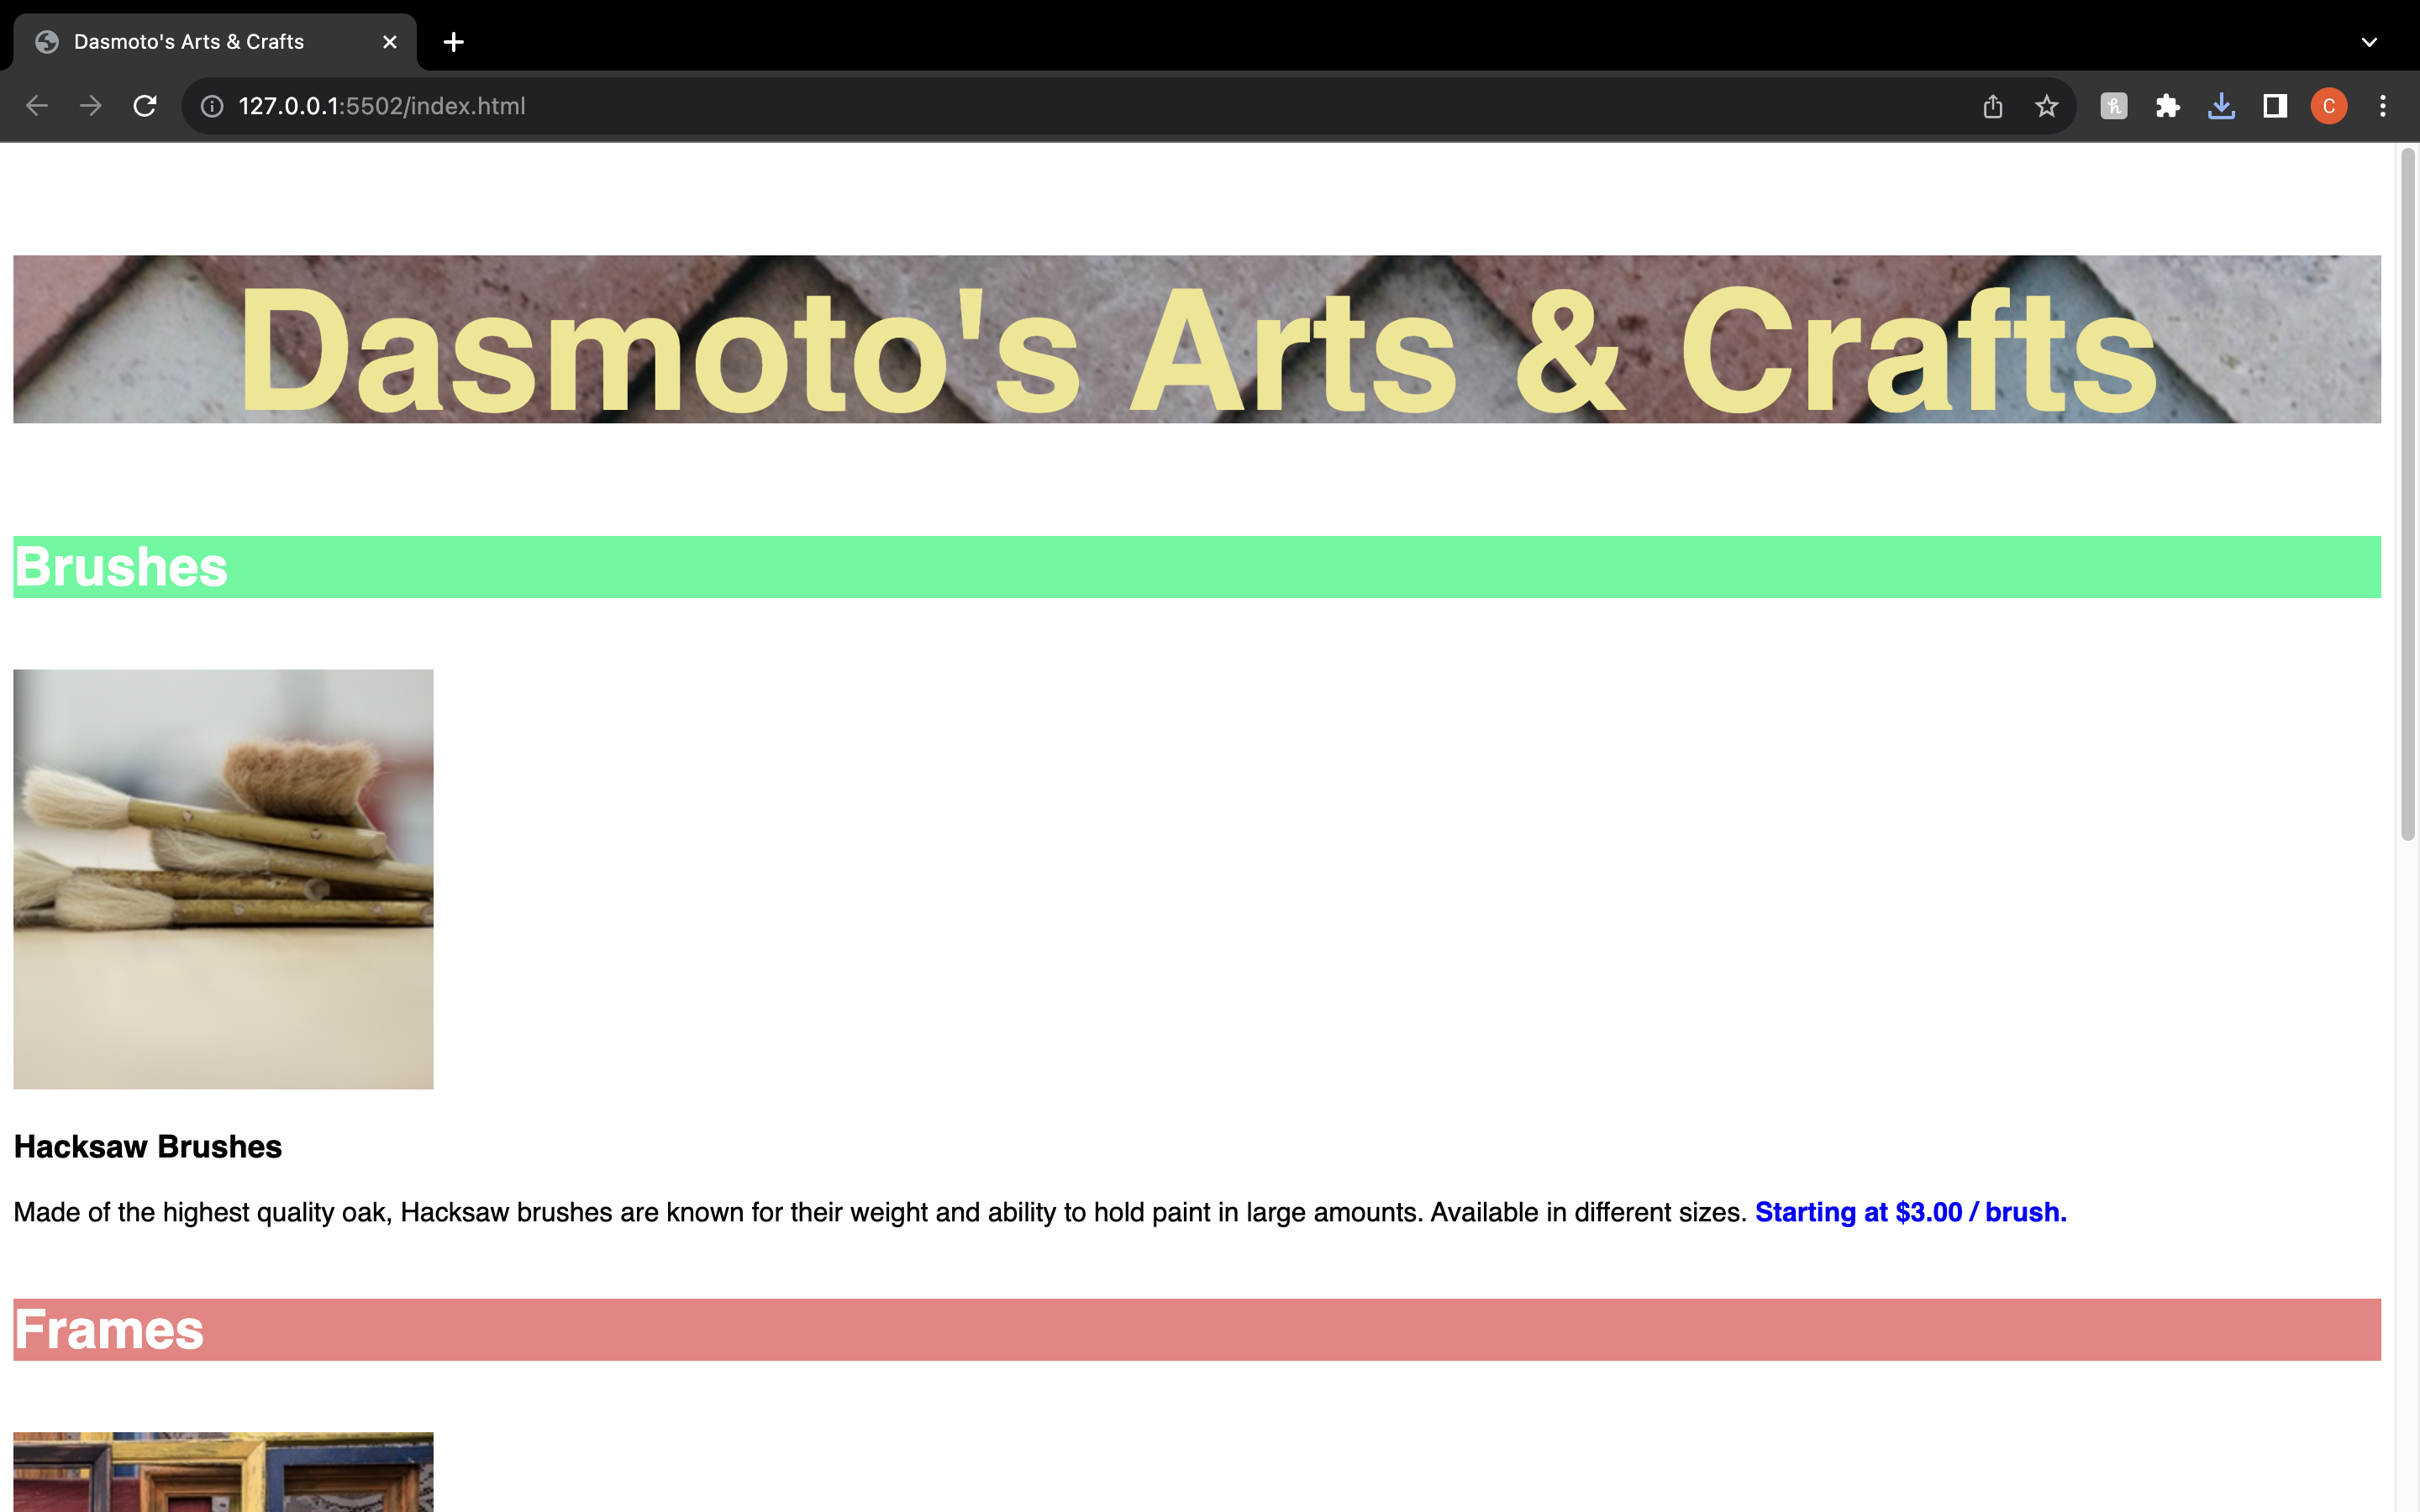 Dasmoto's Arts & Crafts
127.0.0.1:5502/index.html
C
Dasmoto's Arts & Crafts
Brushes
Hacksaw Brushes
Made of the highest quality oak, Hacksaw brushes are known for their weight and ability to hold paint in large amounts. Available in different sizes. Starting at $3.00 / brush.
Frames